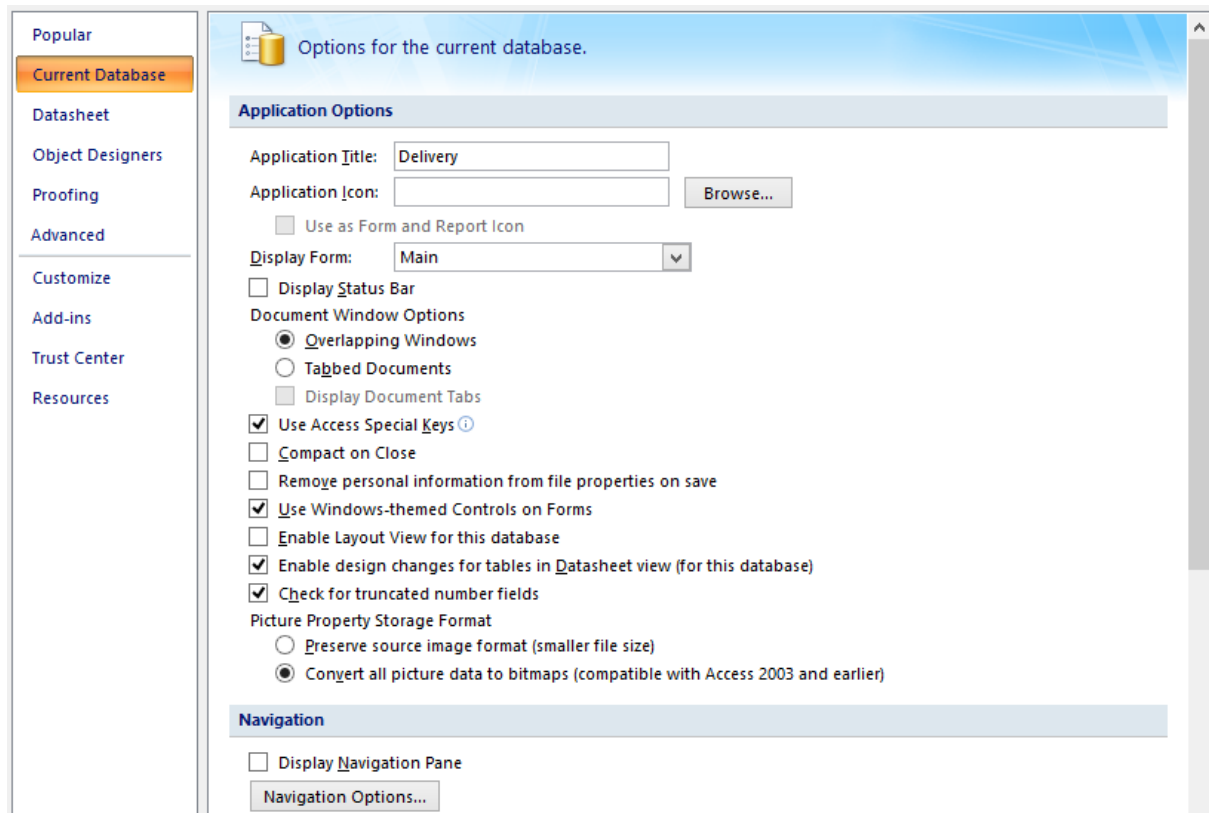 Popular
Current Database
Datasheet
Object Designers
Proofing
Advanced
Customize
Add-ins
Trust Center
Resources
Options for the current database.
Application Options
Application Title: Delivery
Application Icon: Browse...
Use as Form and Report Icon
Display Form: Main
Display Status Bar
Document Window Options
Overlapping Windows
Tabbed Documents
Display Document Tabs
Use Access Special Keys
Compact on Close
Remove personal information from file properties on save
Use Windows-themed Controls on Forms
Enable Layout View for this database
Enable design changes for tables in Datasheet view (for this database)
Check for truncated number fields
Picture Property Storage Format
Preserve source image format (smaller file size)
Convert all picture data to bitmaps (compatible with Access 2003 and earlier)
Navigation
Display Navigation Pane
Navigation Options...